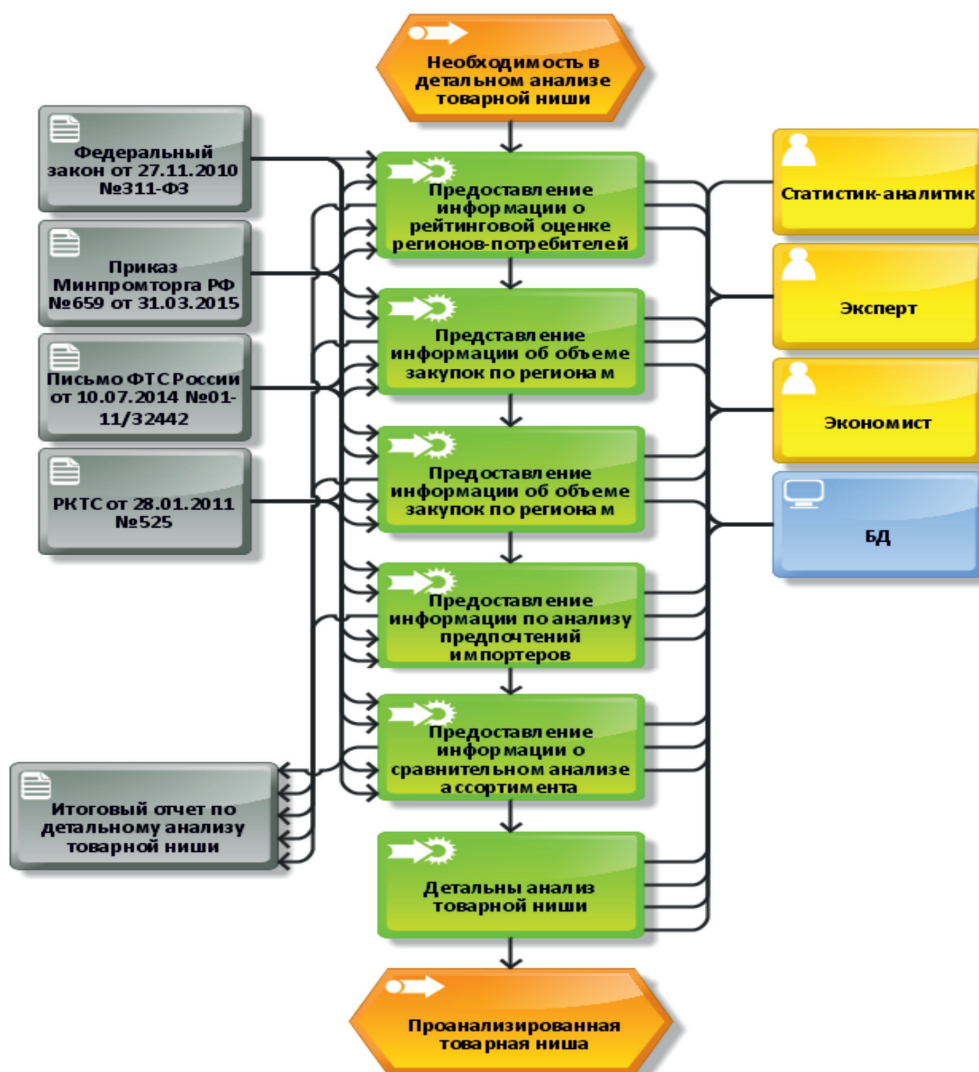 Необходимость в
детальном анализе
товарной ниши
Федеральный
закон от 27.11.2010
№311-ФЗ
Приказ
Минпромторга РФ
№659 от 31.03.2015
Письмо ФТС России
от 10.07.2014 №01-
11/32442
РКТС от 28.01.2011
№525
Предоставление
информации о
рейтинговой оценке
регионов-потребителей
Представление
информации об объеме
закупок по регионам
Предоставление
информации об объеме
закупок по регионам
Предоставление
информации по анализу
предпочтений
импортеров
Предоставление
информации о
сравнительном анализе
ассортимента
Детальны анализ
товарной ниши
Статистик-аналитик
Эксперт
Экономист
БД
Итоговый отчет по
детальному анализу
товарной ниши
Проанализированная
товарная ниша